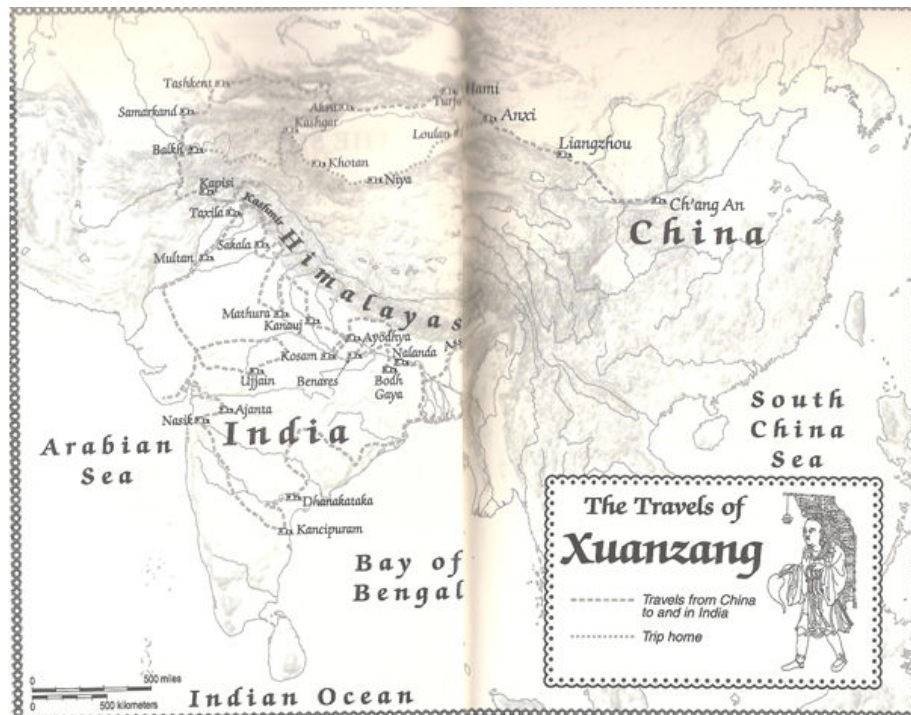 Tashkent
Hami
Samarkand
Anxi
Kashgar
Loulan
Liangzhou
Balkh
Khotan
Niya
Kapisi
Ch'ang An
Taxila
Kashmir
China
Sakala
Himalayas
Multan
Mathura
Kanauj
Ayodhya
Kosam
Nalanda
Ujjain
Benares
Bodh
Gaya
Ajanta
Nasik
India
Arabian
Sea
South
China
Sea
Dhanakataka
Kancipuram
Bay of
Bengal
The Travels of
Xuanzang
Travels from China
to and in India
Trip home
0 500 miles
0 500 kilometers
Indian Ocean